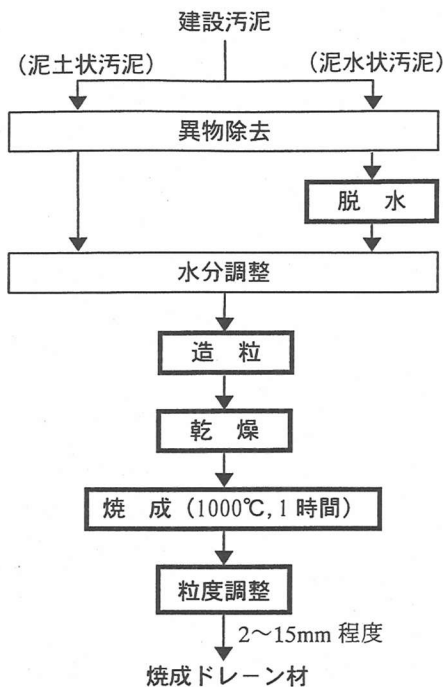 建設汚泥
(泥土状汚泥) (泥水状汚泥)
異物除去
脱 水
水分調整
造 粒
乾 燥
焼 成 (1000℃, 1時間)
粒度調整
2〜15mm 程度
焼成ドレーン材